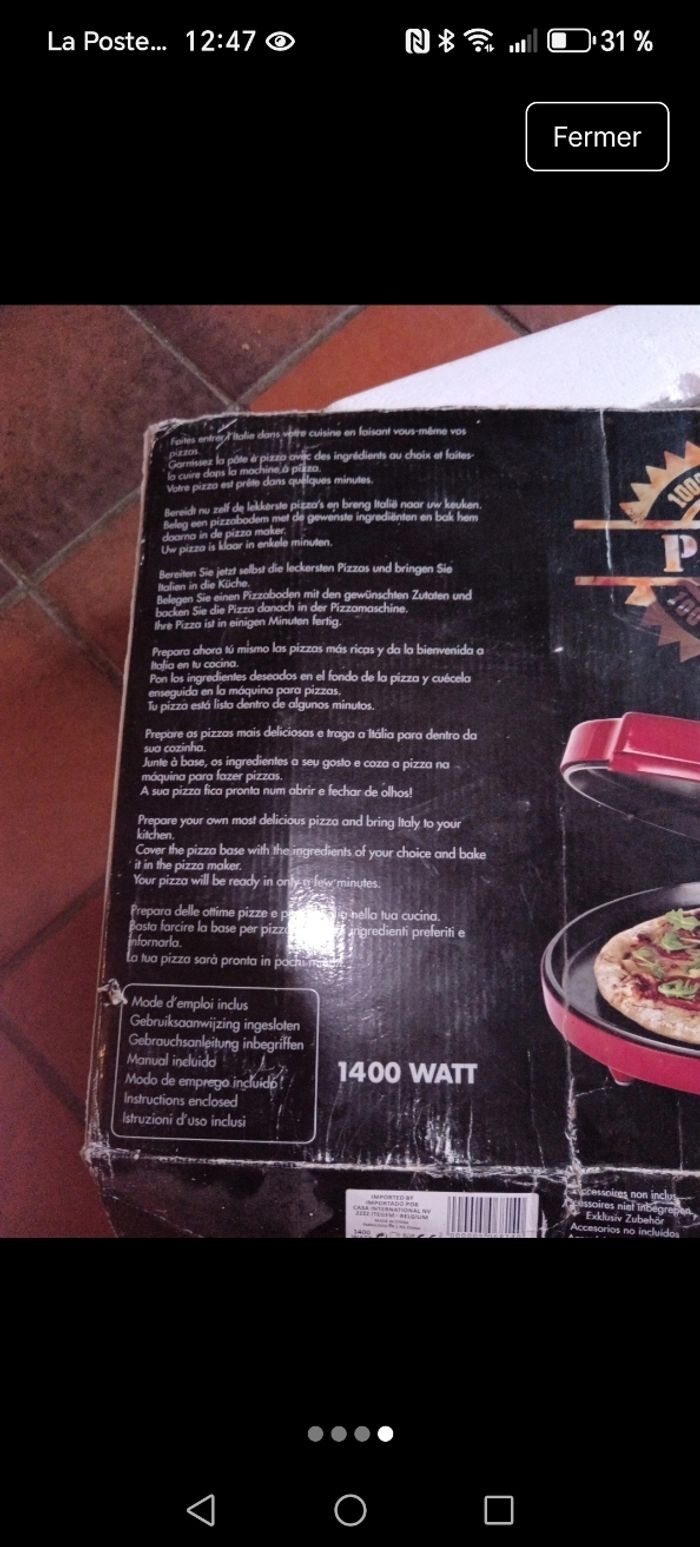 La Poste... 12:47 31 %
Fermer
Faites entrer l'Italie dans votre cuisine en faisant vous-même vos
pizzas.
Garnissez la pâte à pizza avec des ingrédients au choix et faites-
la cuire dans la machine à pizza.
Votre pizza est prête dans quelques minutes.
Bereidt nu zelf de lekkerste pizza's en breng Italië naar uw keuken.
Beleg een pizzabodem met de gewenste ingrediënten en bak hem
daarna in de pizza maker.
Uw pizza is klaar in enkele minuten.
Bereiten Sie jetzt selbst die leckersten Pizzas und bringen Sie
Italien in die Küche.
Belegen Sie einen Pizzaboden mit den gewünschten Zutaten und
backen Sie die Pizza danach in der Pizzamaschine.
Ihre Pizza ist in einigen Minuten fertig.
Prepara ahora tú mismo las pizzas más ricas y da la bienvenida a
Italia en tu cocina.
Pon los ingredientes deseados en el fondo de la pizza y cuécela
enseguida en la máquina para pizzas.
Tu pizza está lista dentro de algunos minutos.
Prepare as pizzas mais deliciosas e traga a Itália para dentro da
sua cozinha.
Junte à base, os ingredientes a seu gosto e coza a pizza na
máquina para fazer pizzas.
A sua pizza fica pronta num abrir e fechar de olhos!
Prepare your own most delicious pizza and bring Italy to your
kitchen.
Cover the pizza base with the ingredients of your choice and bake
it in the pizza maker.
Your pizza will be ready in only a few minutes.
Prepara delle ottime pizze e nella tua cucina.
Basta farcire la base per pizza ingredienti preferiti e
infornarla.
La tua pizza sarà pronta in pochi
Mode d'emploi inclus
Gebruiksaanwijzing ingesloten
Gebrauchsanleitung inbegriffen
Manual incluido
Modo de emprego incluido
Instructions enclosed
Istruzioni d'uso inclusi
1400 WATT
1000
P
IMPORTED BY
IMPORTADO POR
CASA INTERNATIONAL NV
2222 ITEGEM - BELGIUM
MADE IN CHINA
1400
Accessoires non inclus
Accessoires niet inbegrepen
Exklusiv Zubehör
Accesorios no incluidos